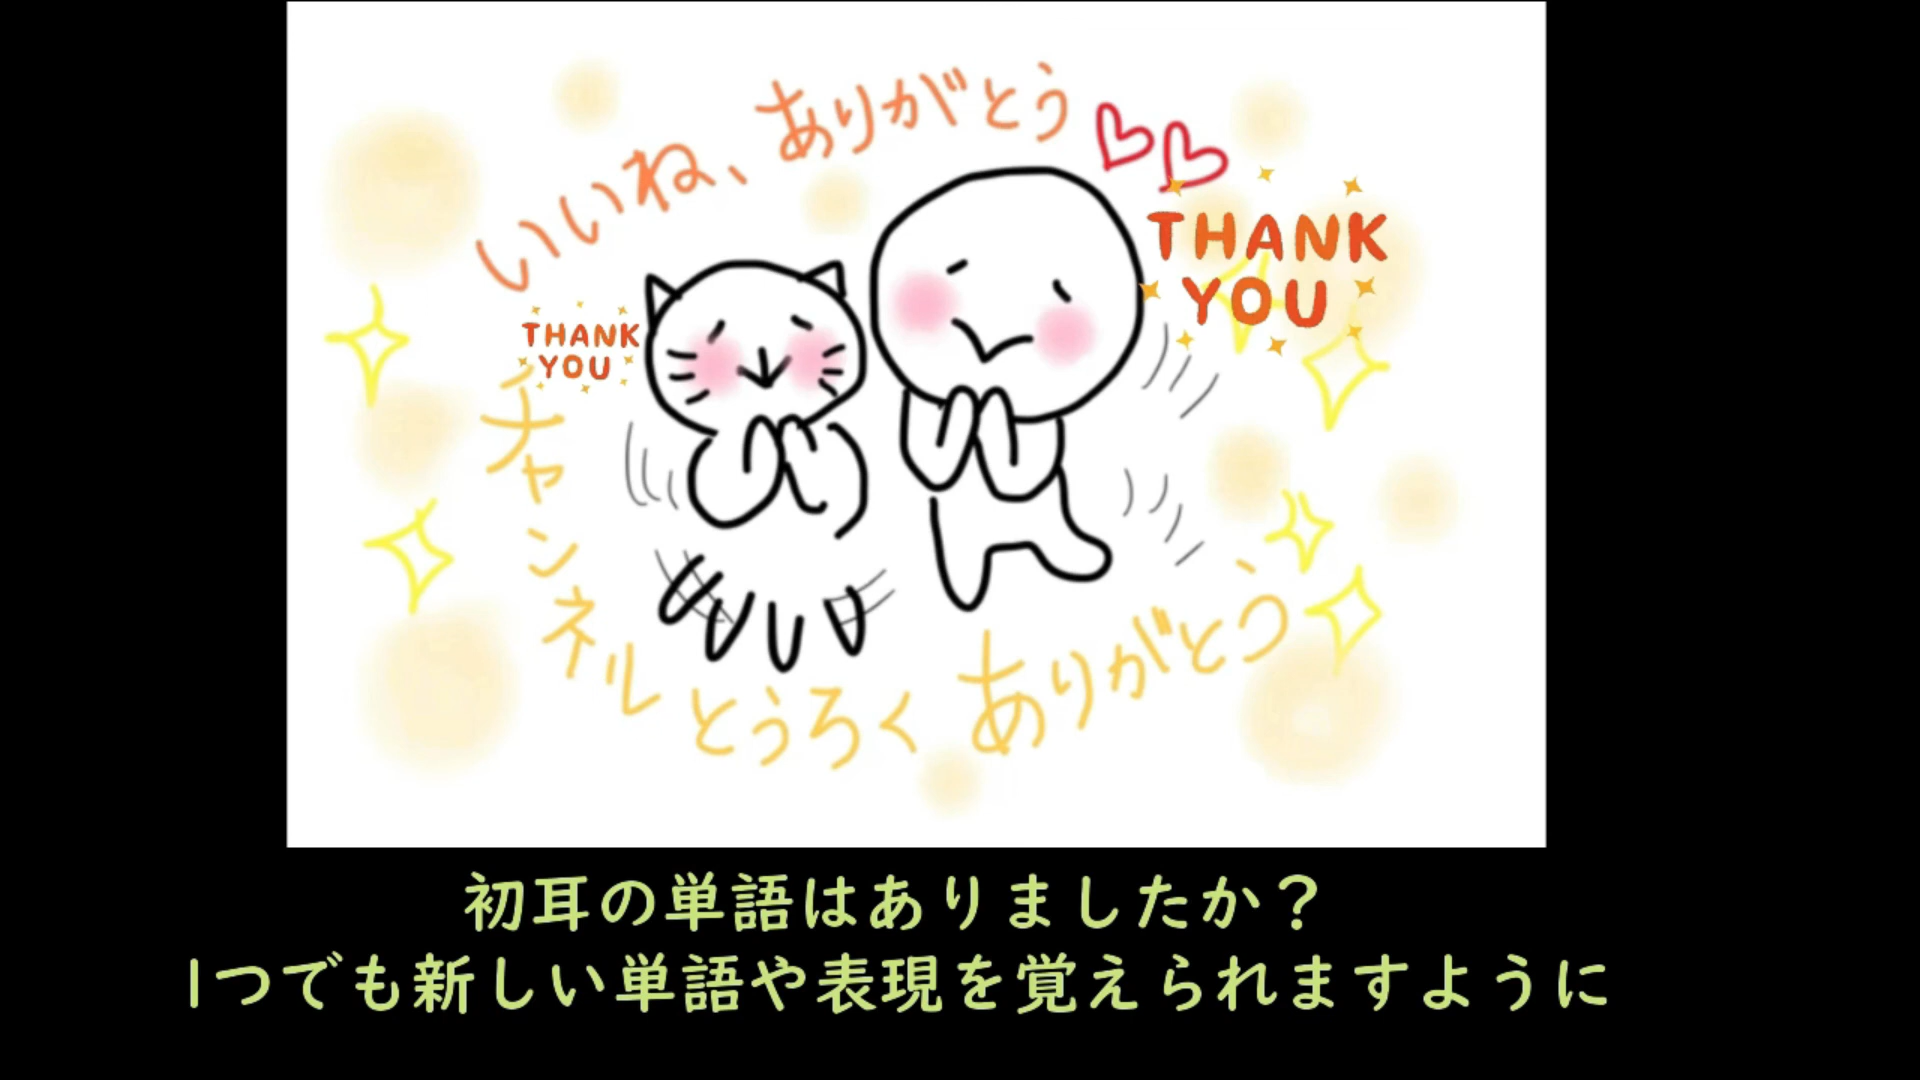 いいね、ありがとう
THANK
YOU
THANK
YOU
チャンネルとうろくありがとう
初耳の単語はありましたか？
1つでも新しい単語や表現を覚えられますように